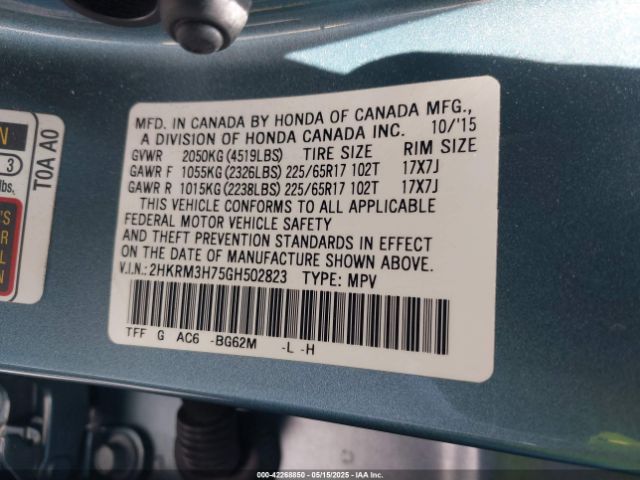 MFD. IN CANADA BY HONDA OF CANADA MFG.,
A DIVISION OF HONDA CANADA INC. 10/'15
GVWR 2050KG (4519LBS) TIRE SIZE RIM SIZE
GAWR F 1055KG (2326LBS) 225/65R17 102T 17X7J
GAWR R 1015KG (2238LBS) 225/65R17 102T 17X7J
THIS VEHICLE CONFORMS TO ALL APPLICABLE
FEDERAL MOTOR VEHICLE SAFETY
AND THEFT PREVENTION STANDARDS IN EFFECT
ON THE DATE OF MANUFACTURE SHOWN ABOVE.
V.I.N.: 2HKRM3H75GH502823 TYPE: MPV
TFF G AC6 -BG62M -L -H
N
3
lbs.
'S
R
L
N
T0A A0
000-42268850 - 05/15/2025 - IAA Inc.